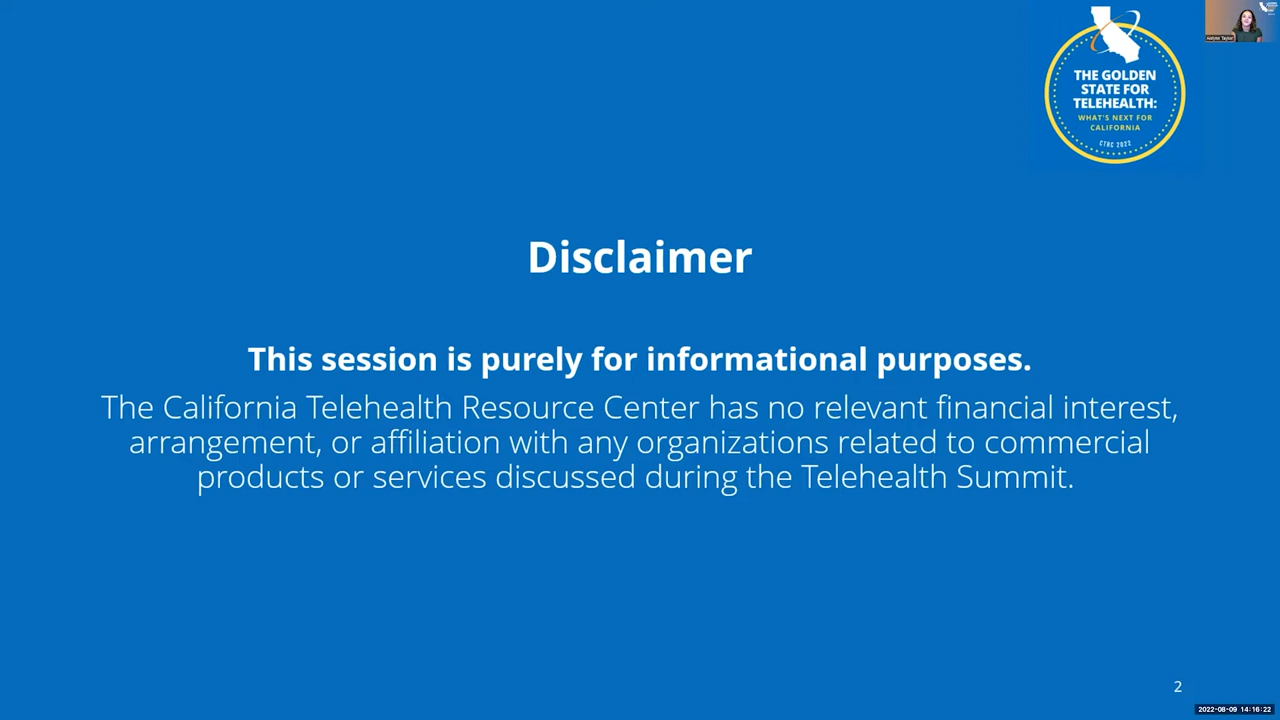 THE GOLDEN
STATE FOR
TELEHEALTH:
WHAT'S NEXT FOR
CALIFORNIA
CTRC 2022
Disclaimer
This session is purely for informational purposes.
The California Telehealth Resource Center has no relevant financial interest,
arrangement, or affiliation with any organizations related to commercial
products or services discussed during the Telehealth Summit.
2
2022-08-09 14:16:22